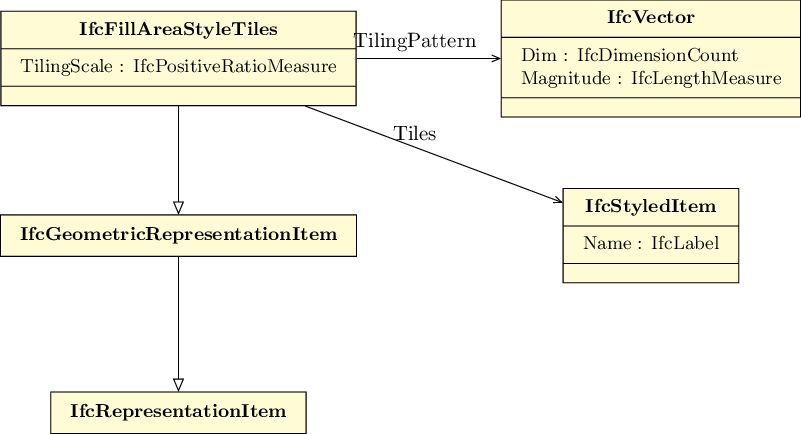 IfcFillAreaStyleTiles
TilingScale : IfcPositiveRatioMeasure
TilingPattern
IfcVector
Dim : IfcDimensionCount
Magnitude : IfcLengthMeasure
Tiles
IfcStyledItem
Name : IfcLabel
IfcGeometricRepresentationItem
IfcRepresentationItem